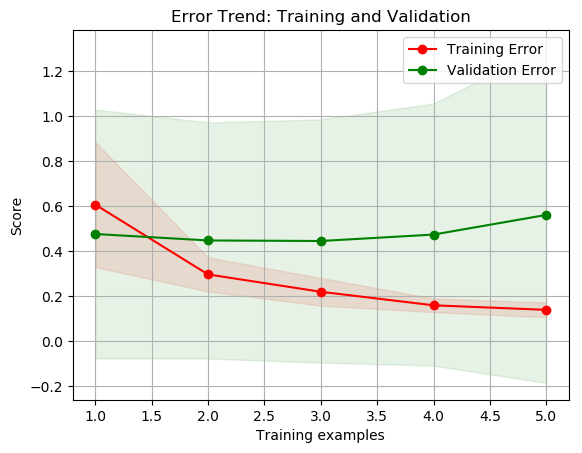 Error Trend: Training and Validation
Training Error
Validation Error
Score
1.2
1.0
0.8
0.6
0.4
0.2
0.0
−0.2
1.0 1.5 2.0 2.5 3.0 3.5 4.0 4.5 5.0
Training examples